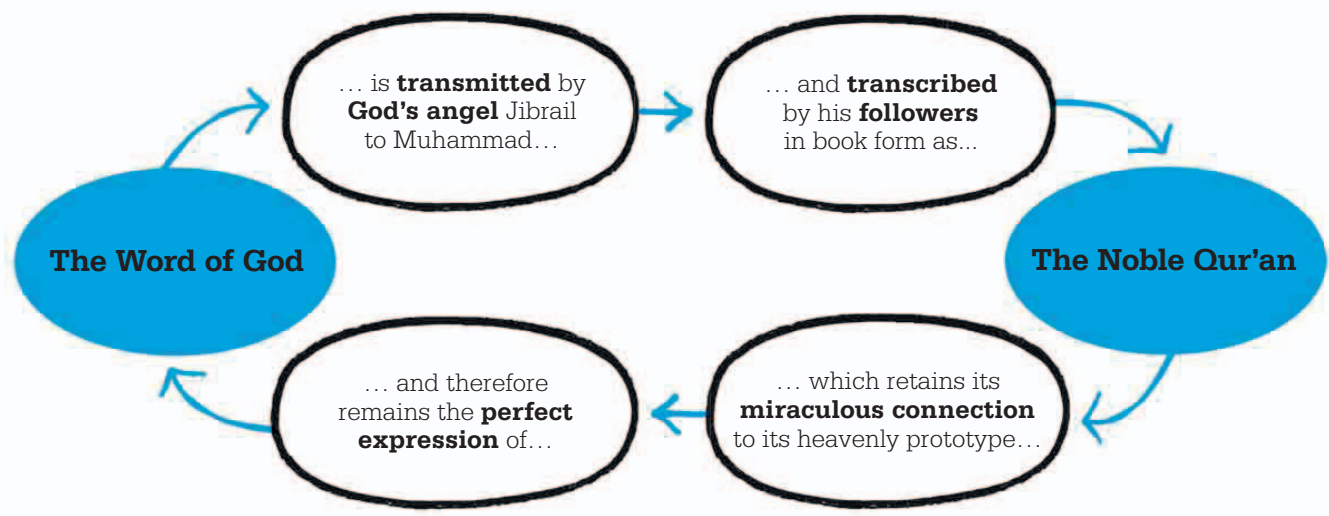 The Word of God
… is transmitted by
God’s angel Jibrail
to Muhammad…
… and transcribed
by his followers
in book form as...
The Noble Qur’an
… which retains its
miraculous connection
to its heavenly prototype…
… and therefore
remains the perfect
expression of…